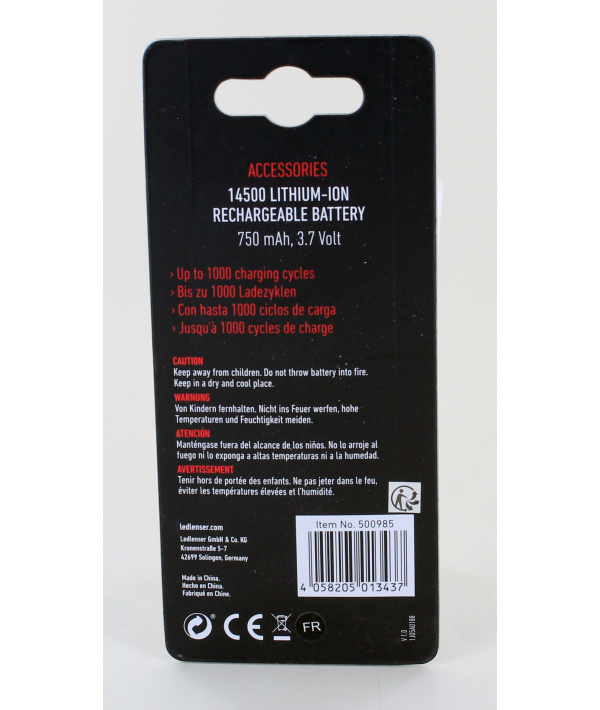 ACCESSORIES
14500 LITHIUM-ION
RECHARGEABLE BATTERY
750 mAh, 3.7 Volt
› Up to 1000 charging cycles
› Bis zu 1000 Ladezyklen
› Con hasta 1000 ciclos de carga
› Jusqu'à 1000 cycles de charge
CAUTION
Keep away from children. Do not throw battery into fire.
Keep in a dry and cool place.
WARNUNG
Von Kindern fernhalten. Nicht ins Feuer werfen, hohe
Temperaturen und Feuchtigkeit meiden.
ATENCIÓN
Manténgase fuera del alcance de los niños. No lo arroje al
fuego ni lo exponga a altas temperaturas ni a la humedad.
AVERTISSEMENT
Tenir hors de portée des enfants. Ne pas jeter dans le feu,
éviter les températures élevées et l'humidité.
ledlenser.com
Ledlenser GmbH & Co. KG
Kronenstraße 5-7
42699 Solingen, Germany
Made in China.
Hecho en China.
Fabriqué en Chine.
Item No. 500985
4 058205 013437
CE
FR
V 1.0